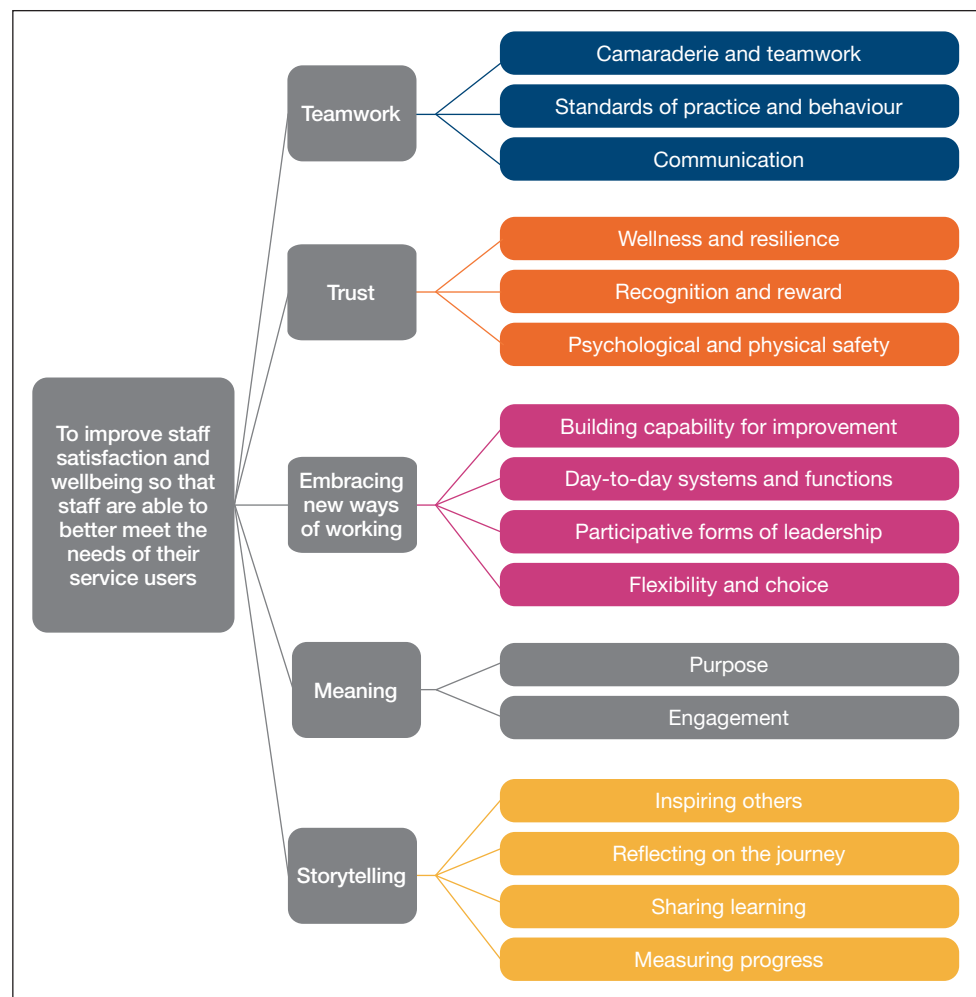 To improve staff
satisfaction and
wellbeing so that
staff are able to
better meet the
needs of their
service users
Teamwork
Camaraderie and teamwork
Standards of practice and behaviour
Communication
Trust
Wellness and resilience
Recognition and reward
Psychological and physical safety
Embracing
new ways
of working
Building capability for improvement
Day-to-day systems and functions
Participative forms of leadership
Flexibility and choice
Meaning
Purpose
Engagement
Storytelling
Inspiring others
Reflecting on the journey
Sharing learning
Measuring progress